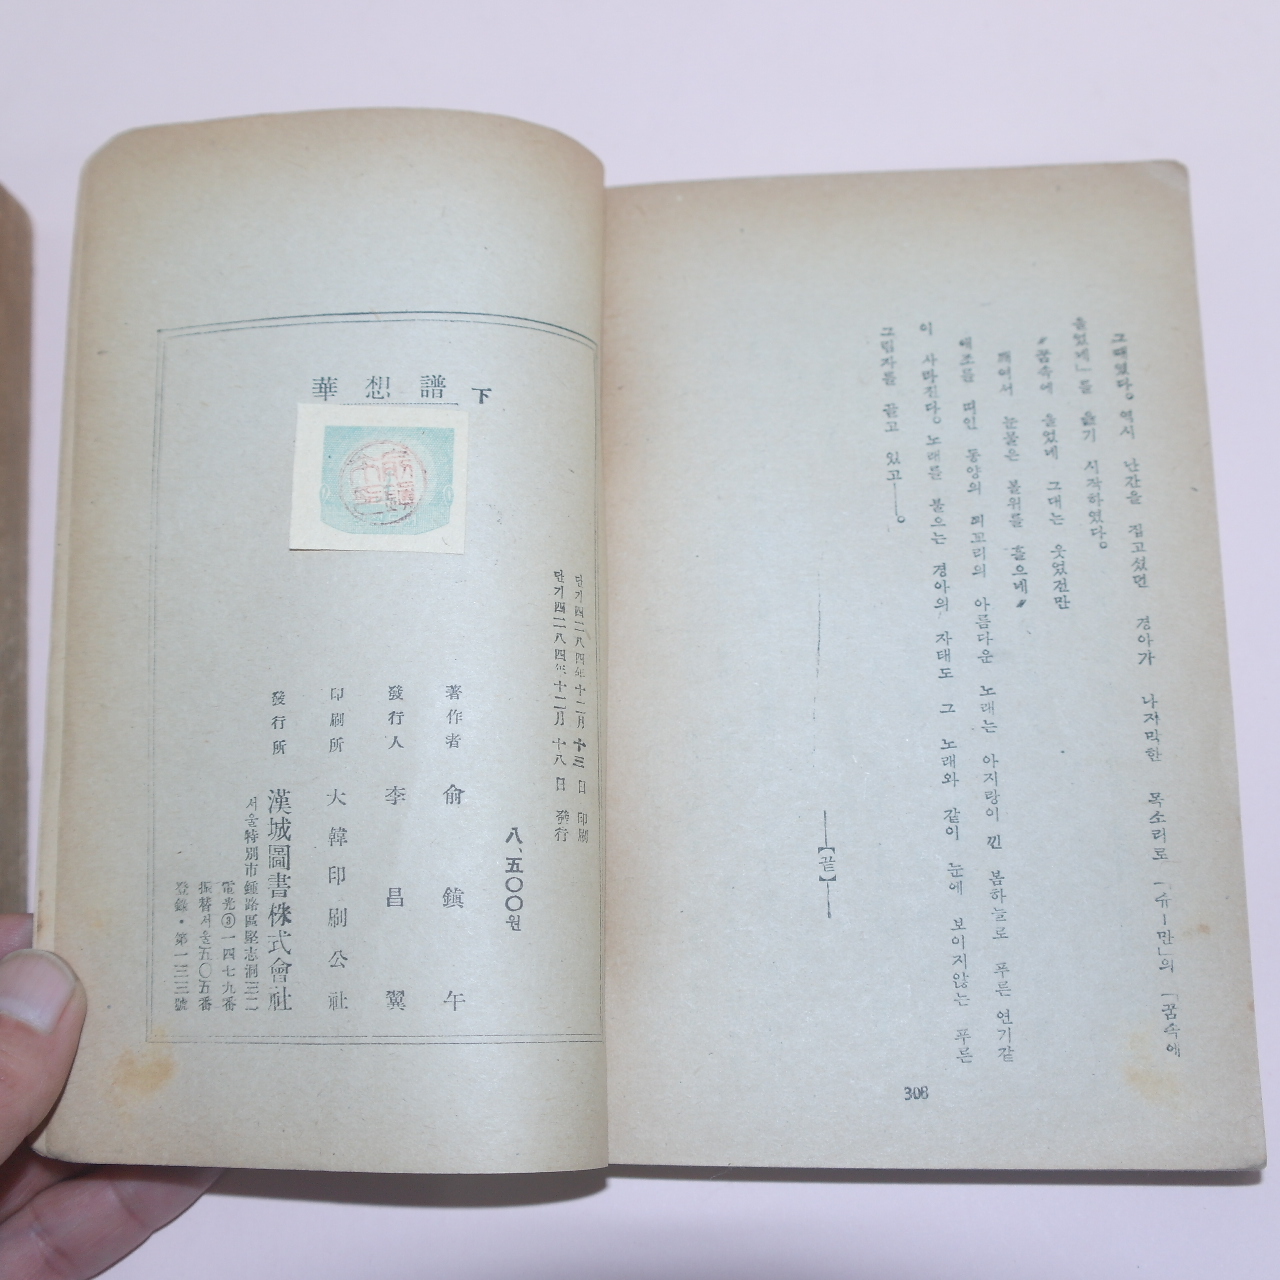 그대였다. 역시 난간을 집고섰던 경아가 나지막한 목소리로 「슈ー만」의 「꿈속에
울었네」를 읊기 시작하였다.
〃꿈속에 울었네 그대는 웃었건만
깨여서 눈물은 볼위를 흘으네〃
애조를 띠인 동양의 꾀꼬리의 아름다운 노래는 아지랑이 낀 봄하늘로 푸른 연기같
이 사라진다. 노래를 불으는 경아의 자태도 그 노래와 같이 눈에 보이지않는 푸른
그림자를 끌고 있고――。
――【끝】――
308
華想譜 下
단기四二八四年十二月十三日 印刷
단기四二八四年十二月十八日 發行
八、五〇〇원
著作者 兪鎭午
發行人 李昌翼
印刷所 大韓印刷公社
發行所 漢城圖書株式會社
서울特別市鍾路區堅志洞三二
電光③一四七九番
振替서울五〇五番
登錄・第一三三號